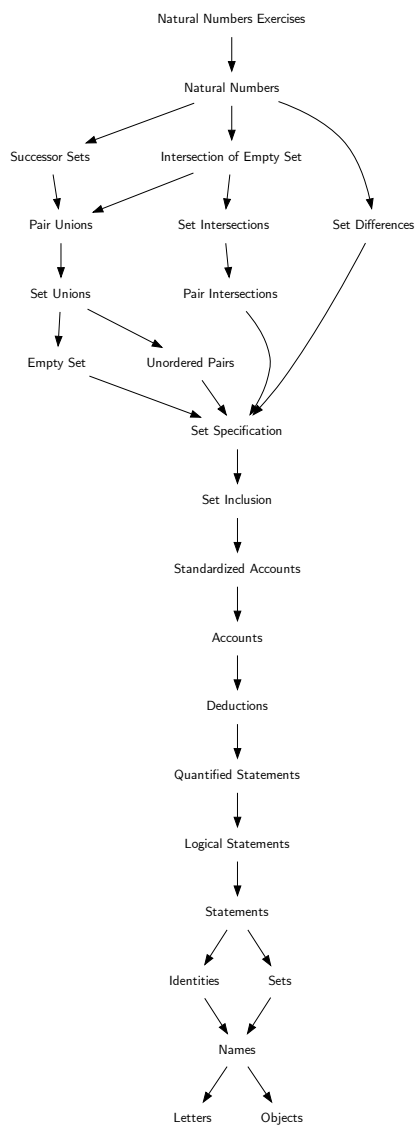 Natural Numbers Exercises
Natural Numbers
Successor Sets
Intersection of Empty Set
Pair Unions
Set Intersections
Set Differences
Set Unions
Pair Intersections
Empty Set
Unordered Pairs
Set Specification
Set Inclusion
Standardized Accounts
Accounts
Deductions
Quantified Statements
Logical Statements
Statements
Identities
Sets
Names
Letters
Objects